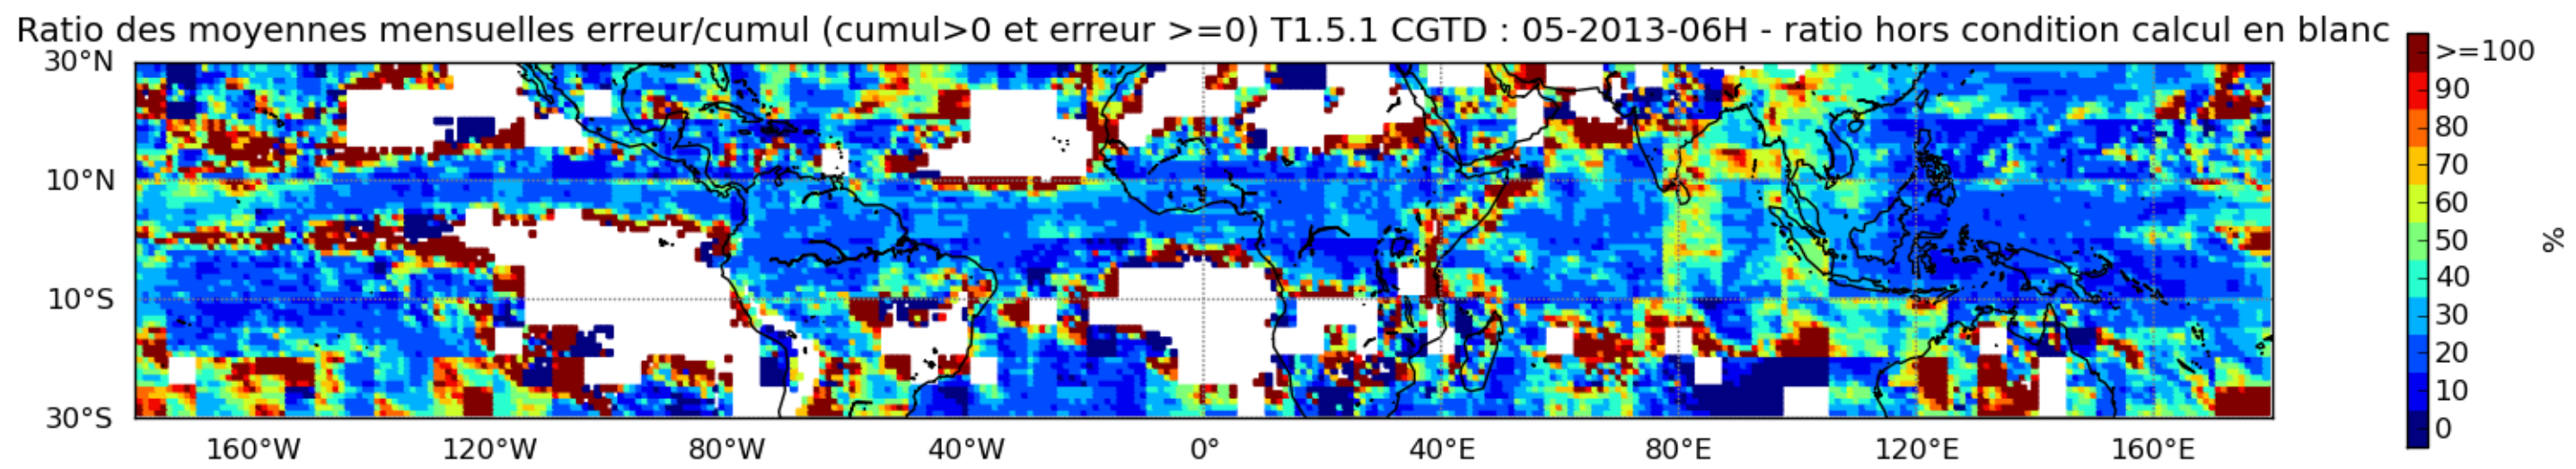 Ratio des moyennes mensuelles erreur/cumul (cumul>0 et erreur >=0) T1.5.1 CGTD : 05-2013-06H - ratio hors condition calcul en blanc
30°N
10°N
10°S
30°S
160°W 120°W 80°W 40°W 0° 40°E 80°E 120°E 160°E
>=100
90
80
70
60
50
40
30
20
10
0
%